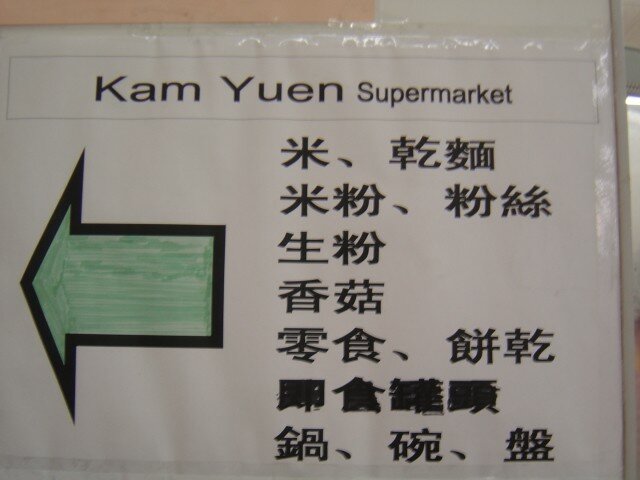 Kam Yuen Supermarket
米、乾麵
米粉、粉絲
生粉
香菇
零食、餅乾
即食罐頭
鍋、碗、盤